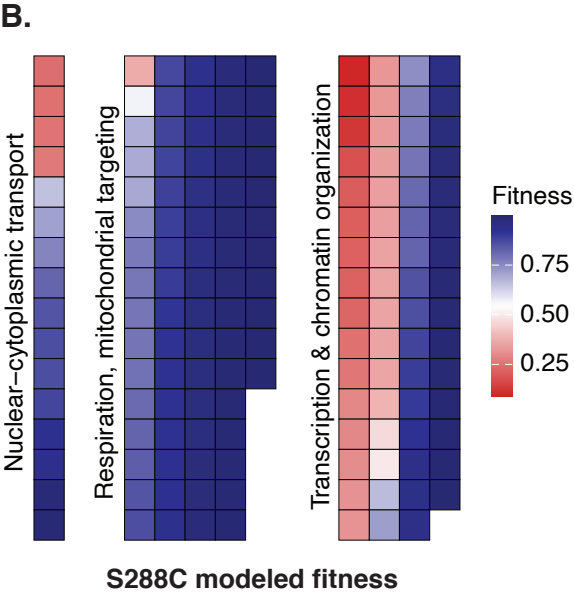 B.
Nuclear−cytoplasmic transport
Respiration, mitochondrial targeting
Transcription & chromatin organization
Fitness
0.75
0.50
0.25
S288C modeled fitness